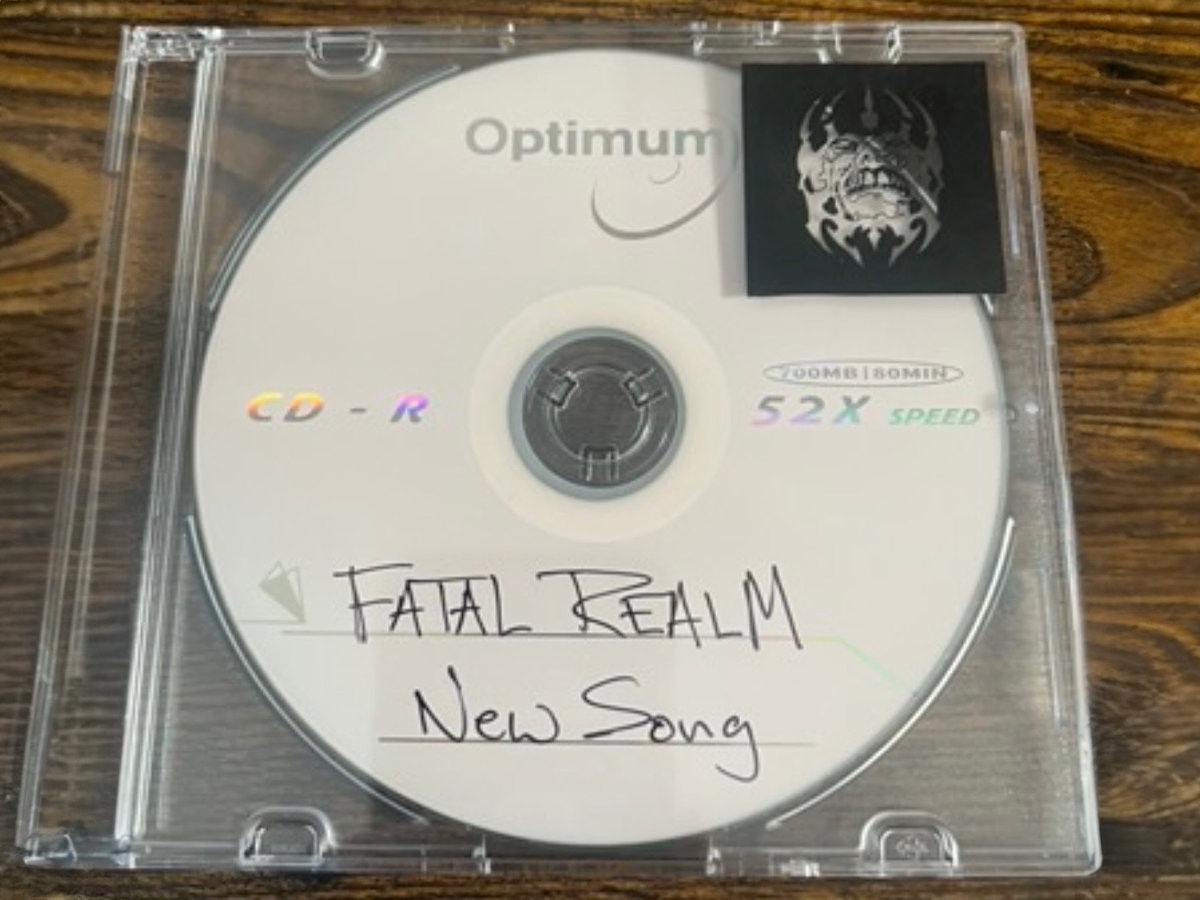 Optimum
700MB | 80MIN
CD - R
52X SPEED
FATAL REALM
New Song